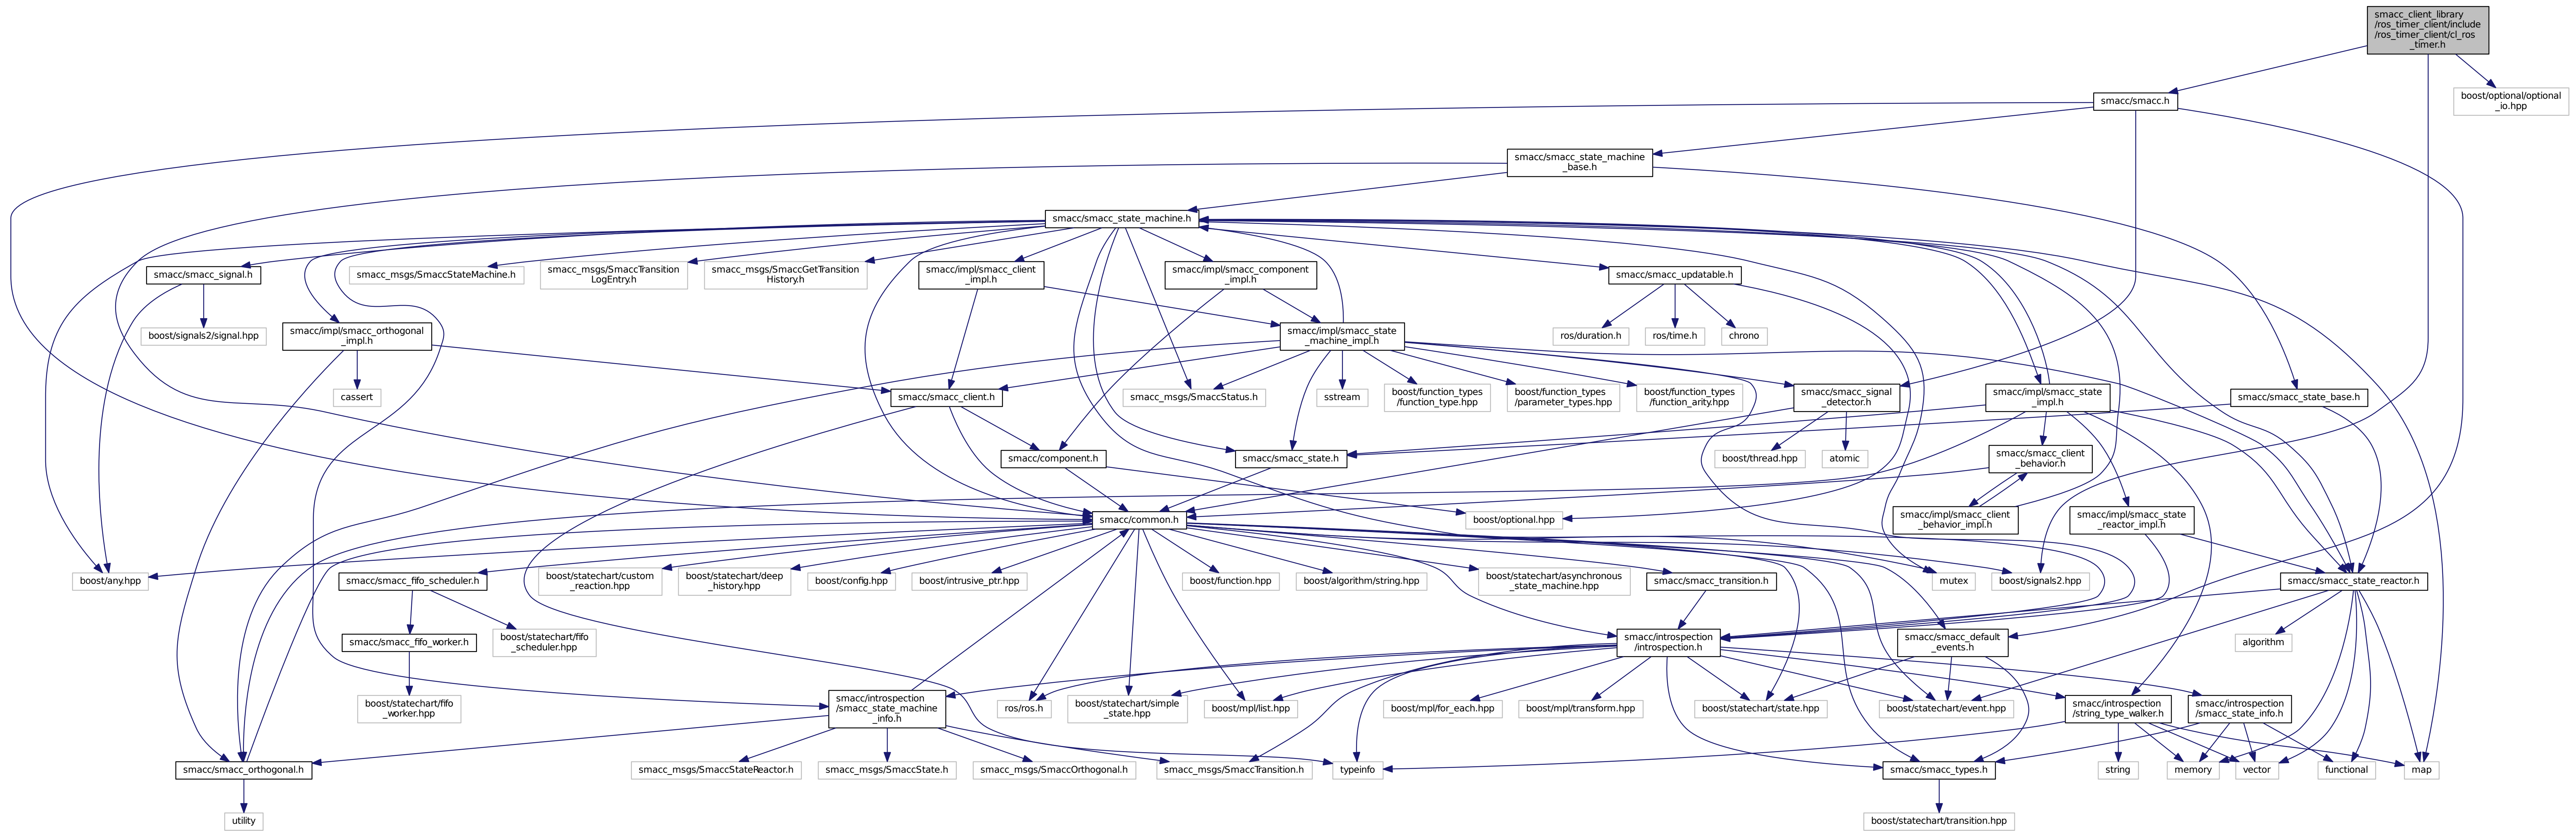 smacc_client_library
/ros_timer_client/include
/ros_timer_client/cl_ros
_timer.h
smacc/smacc.h
boost/optional/optional
_io.hpp
smacc/smacc_state_machine
_base.h
smacc/smacc_state_machine.h
smacc/smacc_signal.h
smacc_msgs/SmaccStateMachine.h
smacc_msgs/SmaccTransition
LogEntry.h
smacc_msgs/SmaccGetTransition
History.h
smacc/impl/smacc_client
_impl.h
smacc/impl/smacc_component
_impl.h
smacc/smacc_updatable.h
boost/signals2/signal.hpp
smacc/impl/smacc_orthogonal
_impl.h
smacc/impl/smacc_state
_machine_impl.h
ros/duration.h
ros/time.h
chrono
cassert
smacc/smacc_client.h
smacc_msgs/SmaccStatus.h
sstream
boost/function_types
/function_type.hpp
boost/function_types
/parameter_types.hpp
boost/function_types
/function_arity.hpp
smacc/smacc_signal
_detector.h
smacc/impl/smacc_state
_impl.h
smacc/smacc_state_base.h
smacc/component.h
smacc/smacc_state.h
boost/thread.hpp
atomic
smacc/smacc_client
_behavior.h
smacc/common.h
boost/optional.hpp
smacc/impl/smacc_client
_behavior_impl.h
smacc/impl/smacc_state
_reactor_impl.h
boost/any.hpp
smacc/smacc_fifo_scheduler.h
boost/statechart/custom
_reaction.hpp
boost/statechart/deep
_history.hpp
boost/config.hpp
boost/intrusive_ptr.hpp
boost/function.hpp
boost/algorithm/string.hpp
boost/statechart/asynchronous
_state_machine.hpp
smacc/smacc_transition.h
mutex
boost/signals2.hpp
smacc/smacc_state_reactor.h
smacc/smacc_fifo_worker.h
boost/statechart/fifo
_scheduler.hpp
smacc/introspection
/introspection.h
smacc/smacc_default
_events.h
algorithm
boost/statechart/fifo
_worker.hpp
smacc/introspection
/smacc_state_machine
_info.h
ros/ros.h
boost/statechart/simple
_state.hpp
boost/mpl/list.hpp
boost/mpl/for_each.hpp
boost/mpl/transform.hpp
boost/statechart/state.hpp
boost/statechart/event.hpp
smacc/introspection
/string_type_walker.h
smacc/introspection
/smacc_state_info.h
smacc/smacc_orthogonal.h
smacc_msgs/SmaccStateReactor.h
smacc_msgs/SmaccState.h
smacc_msgs/SmaccOrthogonal.h
smacc_msgs/SmaccTransition.h
typeinfo
smacc/smacc_types.h
string
memory
vector
functional
map
utility
boost/statechart/transition.hpp